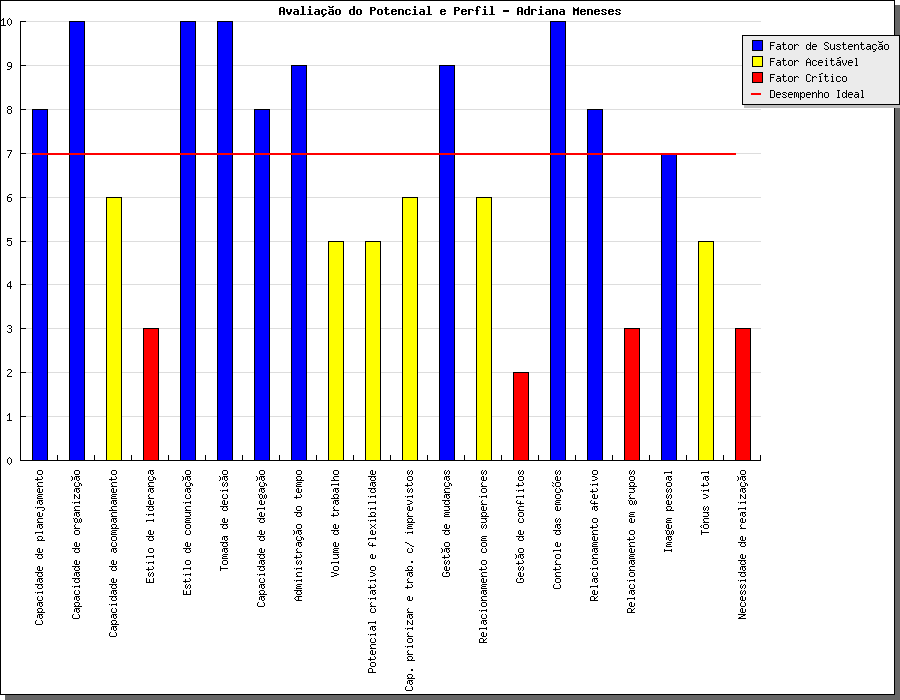 Avaliação do Potencial e Perfil - Adriana Meneses
Fator de Sustentação
Fator Aceitável
Fator Crítico
Desempenho Ideal
10
9
8
7
6
5
4
3
2
1
0
Capacidade de planejamento
Capacidade de organização
Capacidade de acompanhamento
Estilo de liderança
Estilo de comunicação
Tomada de decisão
Capacidade de delegação
Administração do tempo
Volume de trabalho
Potencial criativo e flexibilidade
Cap. priorizar e trab. c/ imprevistos
Gestão de mudanças
Relacionamento com superiores
Gestão de conflitos
Controle das emoções
Relacionamento afetivo
Relacionamento em grupos
Imagem pessoal
Tônus vital
Necessidade de realização